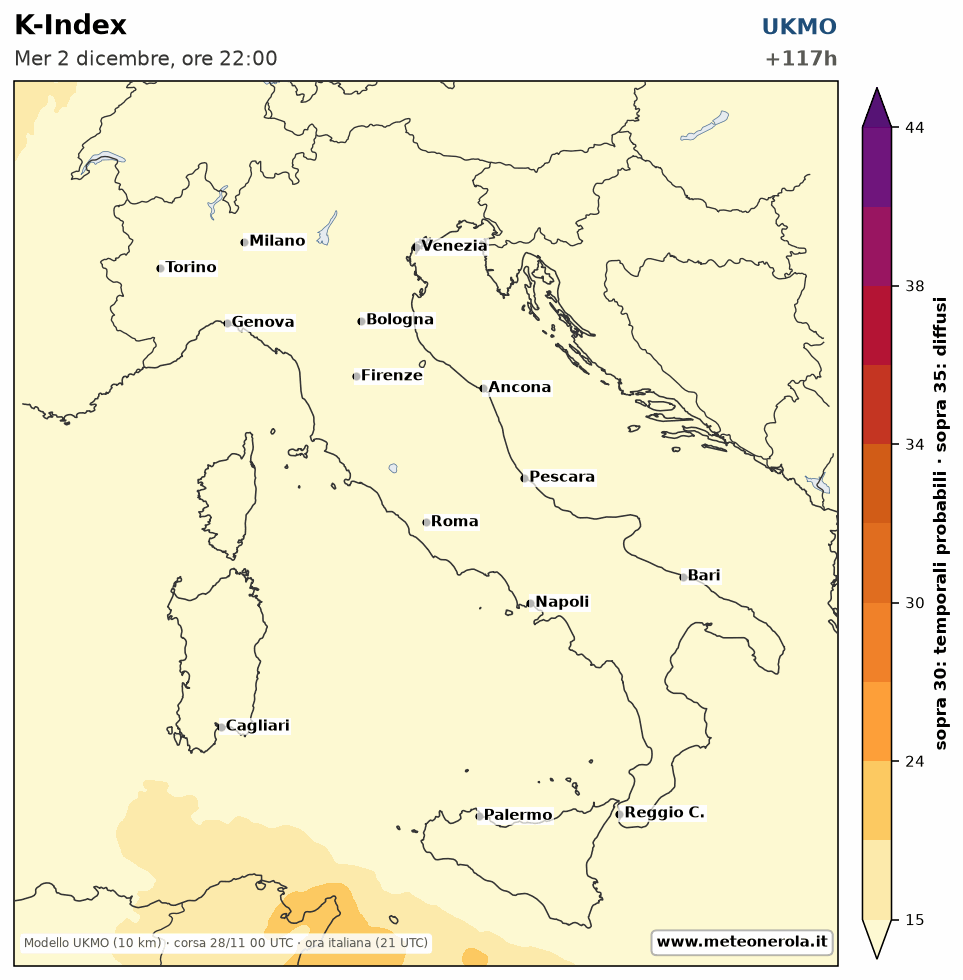 K-Index
UKMO
Mer 2 dicembre, ore 22:00
+117h
44
38
34
30
24
15
sopra 30: temporali probabili · sopra 35: diffusi
Milano
Venezia
Torino
Genova
Bologna
Firenze
Ancona
Pescara
Roma
Bari
Napoli
Cagliari
Palermo
Reggio C.
Modello UKMO (10 km) · corsa 28/11 00 UTC · ora italiana (21 UTC)
www.meteonerola.it